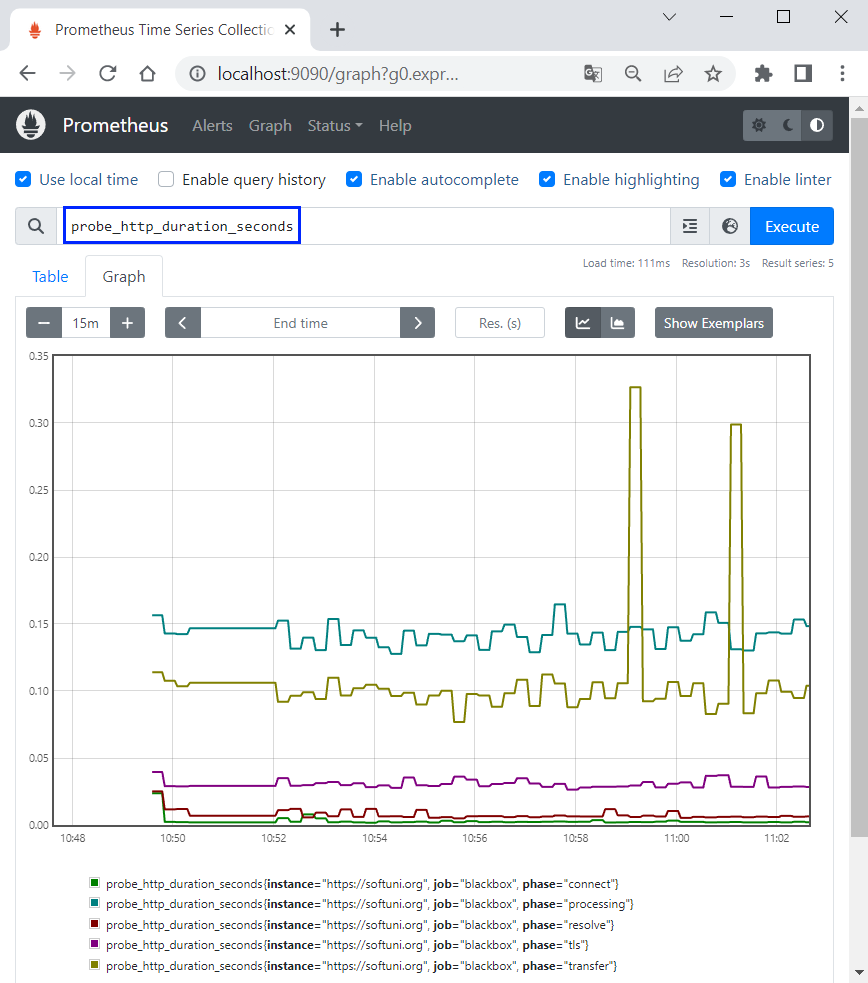 Prometheus Time Series Collectic
localhost:9090/graph?g0.expr...
Prometheus Alerts Graph Status Help
Use local time Enable query history Enable autocomplete Enable highlighting Enable linter
probe_http_duration_seconds Execute
Load time: 111ms Resolution: 3s Result series: 5
Table Graph
15m End time Res. (s) Show Exemplars
0.35
0.30
0.25
0.20
0.15
0.10
0.05
0.00
10:48 10:50 10:52 10:54 10:56 10:58 11:00 11:02
probe_http_duration_seconds{instance="https://softuni.org", job="blackbox", phase="connect"}
probe_http_duration_seconds{instance="https://softuni.org", job="blackbox", phase="processing"}
probe_http_duration_seconds{instance="https://softuni.org", job="blackbox", phase="resolve"}
probe_http_duration_seconds{instance="https://softuni.org", job="blackbox", phase="tls"}
probe_http_duration_seconds{instance="https://softuni.org", job="blackbox", phase="transfer"}